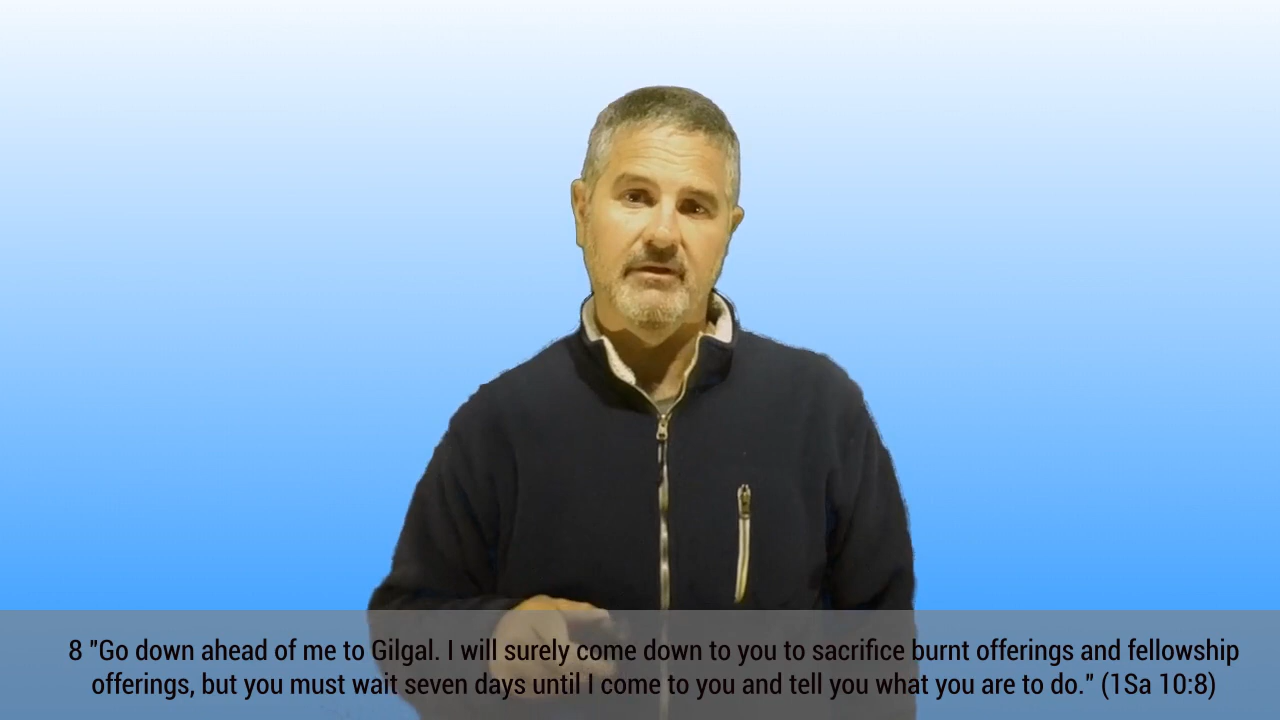 8 "Go down ahead of me to Gilgal. I will surely come down to you to sacrifice burnt offerings and fellowship
offerings, but you must wait seven days until I come to you and tell you what you are to do." (1Sa 10:8)